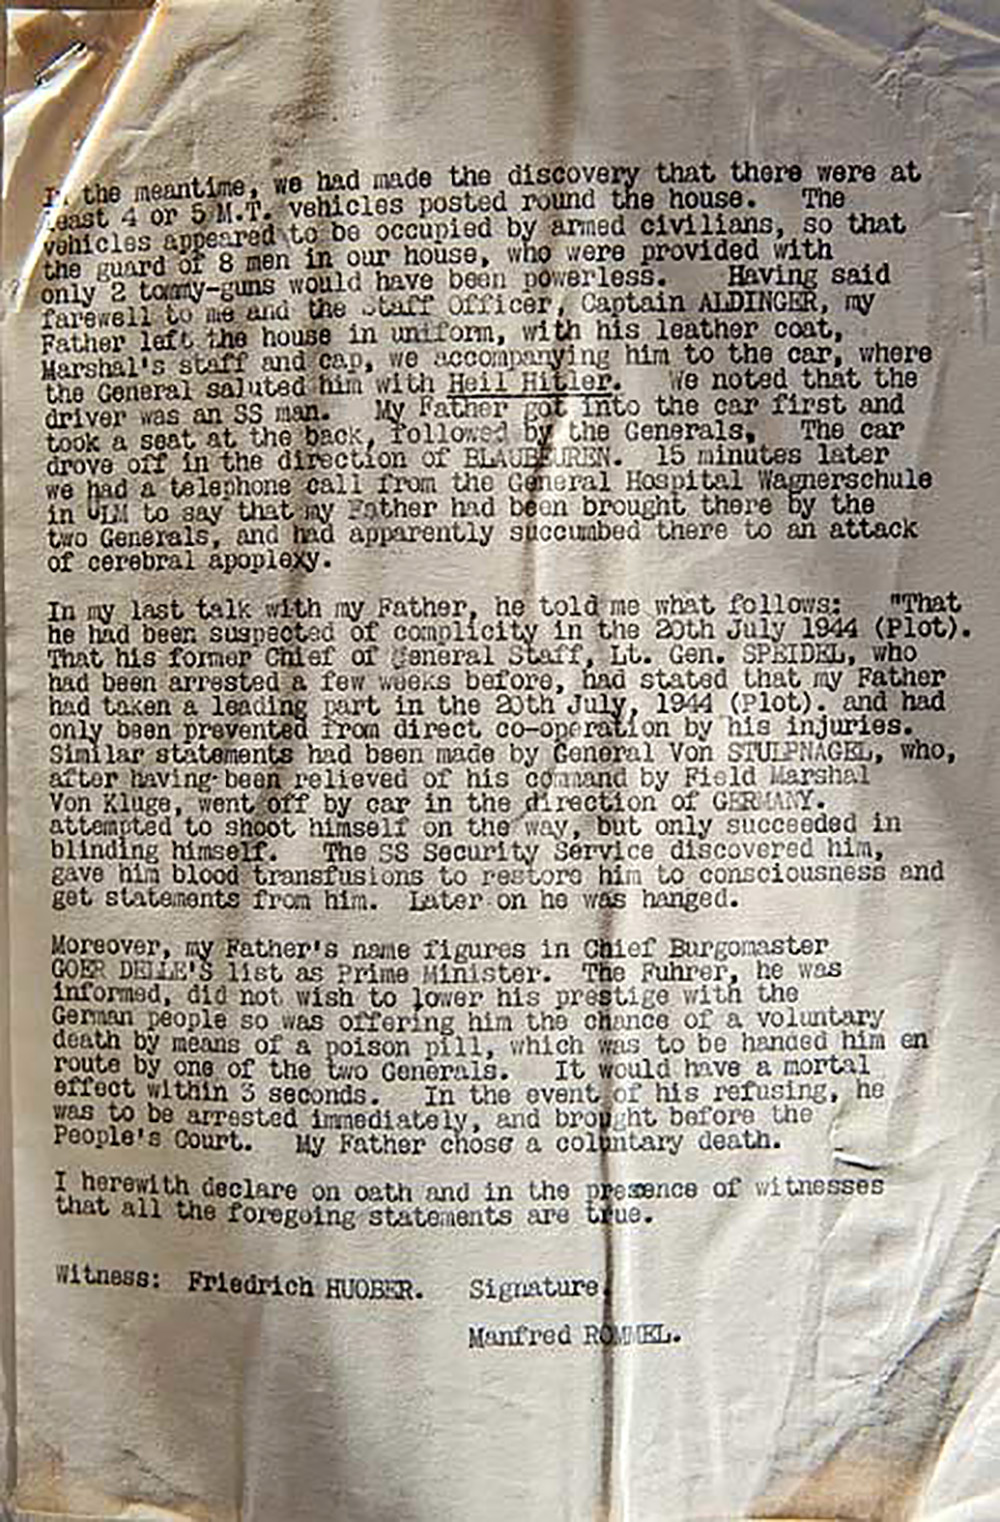 In the meantime, we had made the discovery that there were at
least 4 or 5 M.T. vehicles posted round the house. The
vehicles appeared to be occupied by armed civilians, so that
the guard of 8 men in our house, who were provided with
only 2 tommy-guns would have been powerless. Having said
farewell to me and the Staff Officer, Captain ALDINGER, my
Father left the house in uniform, with his leather coat,
Marshal's staff and cap, we accompanying him to the car, where
the General saluted him with Heil Hitler. We noted that the
driver was an SS man. My Father got into the car first and
took a seat at the back, followed by the Generals. The car
drove off in the direction of BLAUBEUREN. 15 minutes later
we had a telephone call from the General Hospital Wagnerschule
in ULM to say that my Father had been brought there by the
two Generals, and had apparently succumbed there to an attack
of cerebral apoplexy.
In my last talk with my Father, he told me what follows: "That
he had been suspected of complicity in the 20th July 1944 (Plot).
That his former Chief of General Staff, Lt. Gen. SPEIDEL, who
had been arrested a few weeks before, had stated that my Father
had taken a leading part in the 20th July, 1944 (Plot). and had
only been prevented from direct co-operation by his injuries.
Similar statements had been made by General Von STULPNAGEL, who,
after having been relieved of his command by Field Marshal
Von Kluge, went off by car in the direction of GERMANY.
attempted to shoot himself on the way, but only succeeded in
blinding himself. The SS Security Service discovered him,
gave him blood transfusions to restore him to consciousness and
get statements from him. Later on he was hanged.
Moreover, my Father's name figures in Chief Burgomaster
GOER DELLE'S list as Prime Minister. The Fuhrer, he was
informed, did not wish to lower his prestige with the
German people so was offering him the chance of a voluntary
death by means of a poison pill, which was to be handed him en
route by one of the two Generals. It would have a mortal
effect within 3 seconds. In the event of his refusing, he
was to be arrested immediately, and brought before the
People's Court. My Father chose a coluntary death.
I herewith declare on oath and in the presence of witnesses
that all the foregoing statements are true.
Witness: Friedrich HUOBER. Signature.
Manfred ROMMEL.